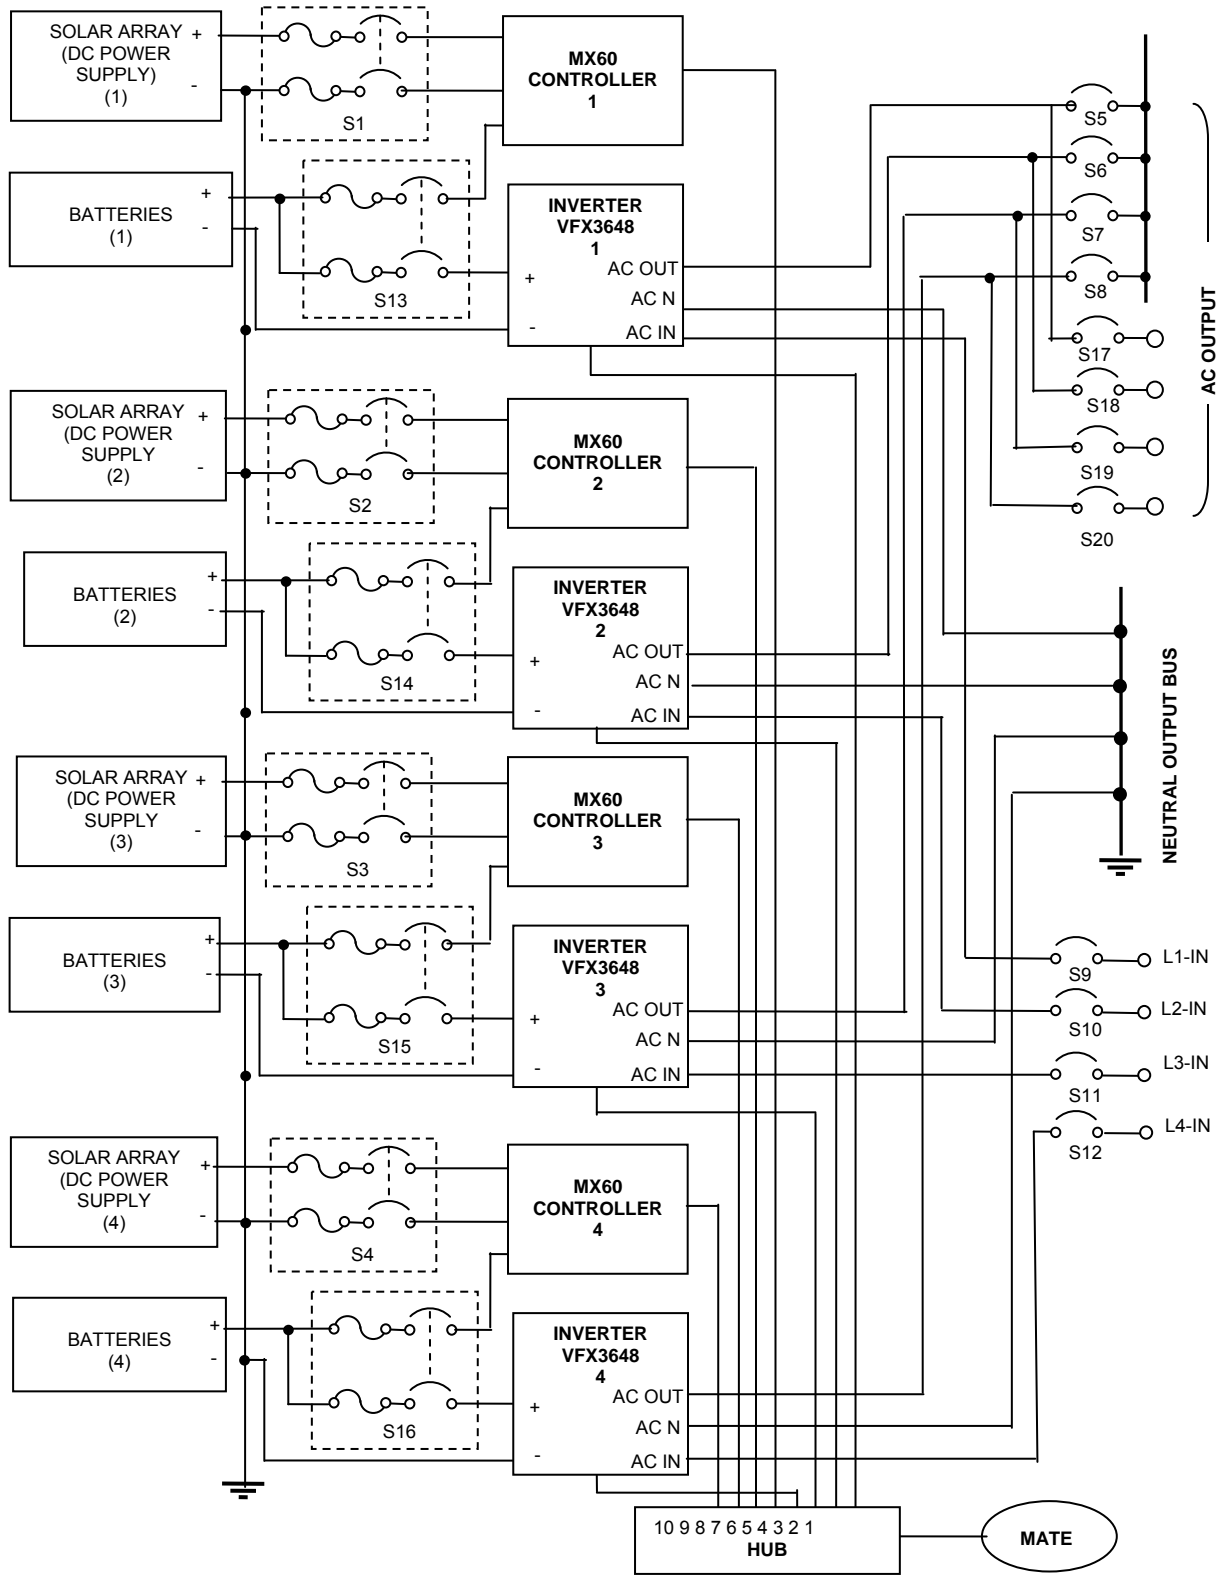 SOLAR ARRAY +
(DC POWER
SUPPLY) -
(1)
S1
MX60
CONTROLLER
1
BATTERIES +
(1) -
S13
INVERTER
VFX3648
1
AC OUT
+ AC N
- AC IN
S5
S6
S7
S8
S17
S18
S19
S20
AC OUTPUT
SOLAR ARRAY +
(DC POWER
SUPPLY -
(2)
S2
MX60
CONTROLLER
2
BATTERIES +
(2) -
S14
INVERTER
VFX3648
2
AC OUT
+ AC N
- AC IN
NEUTRAL OUTPUT BUS
SOLAR ARRAY +
(DC POWER
SUPPLY -
(3)
S3
MX60
CONTROLLER
3
BATTERIES +
(3) -
S15
INVERTER
VFX3648
3
AC OUT
+ AC N
- AC IN
S9 L1-IN
S10 L2-IN
S11 L3-IN
S12 L4-IN
SOLAR ARRAY +
(DC POWER
SUPPLY -
(4)
S4
MX60
CONTROLLER
4
BATTERIES +
(4) -
S16
INVERTER
VFX3648
4
AC OUT
+ AC N
- AC IN
10 9 8 7 6 5 4 3 2 1
HUB
MATE